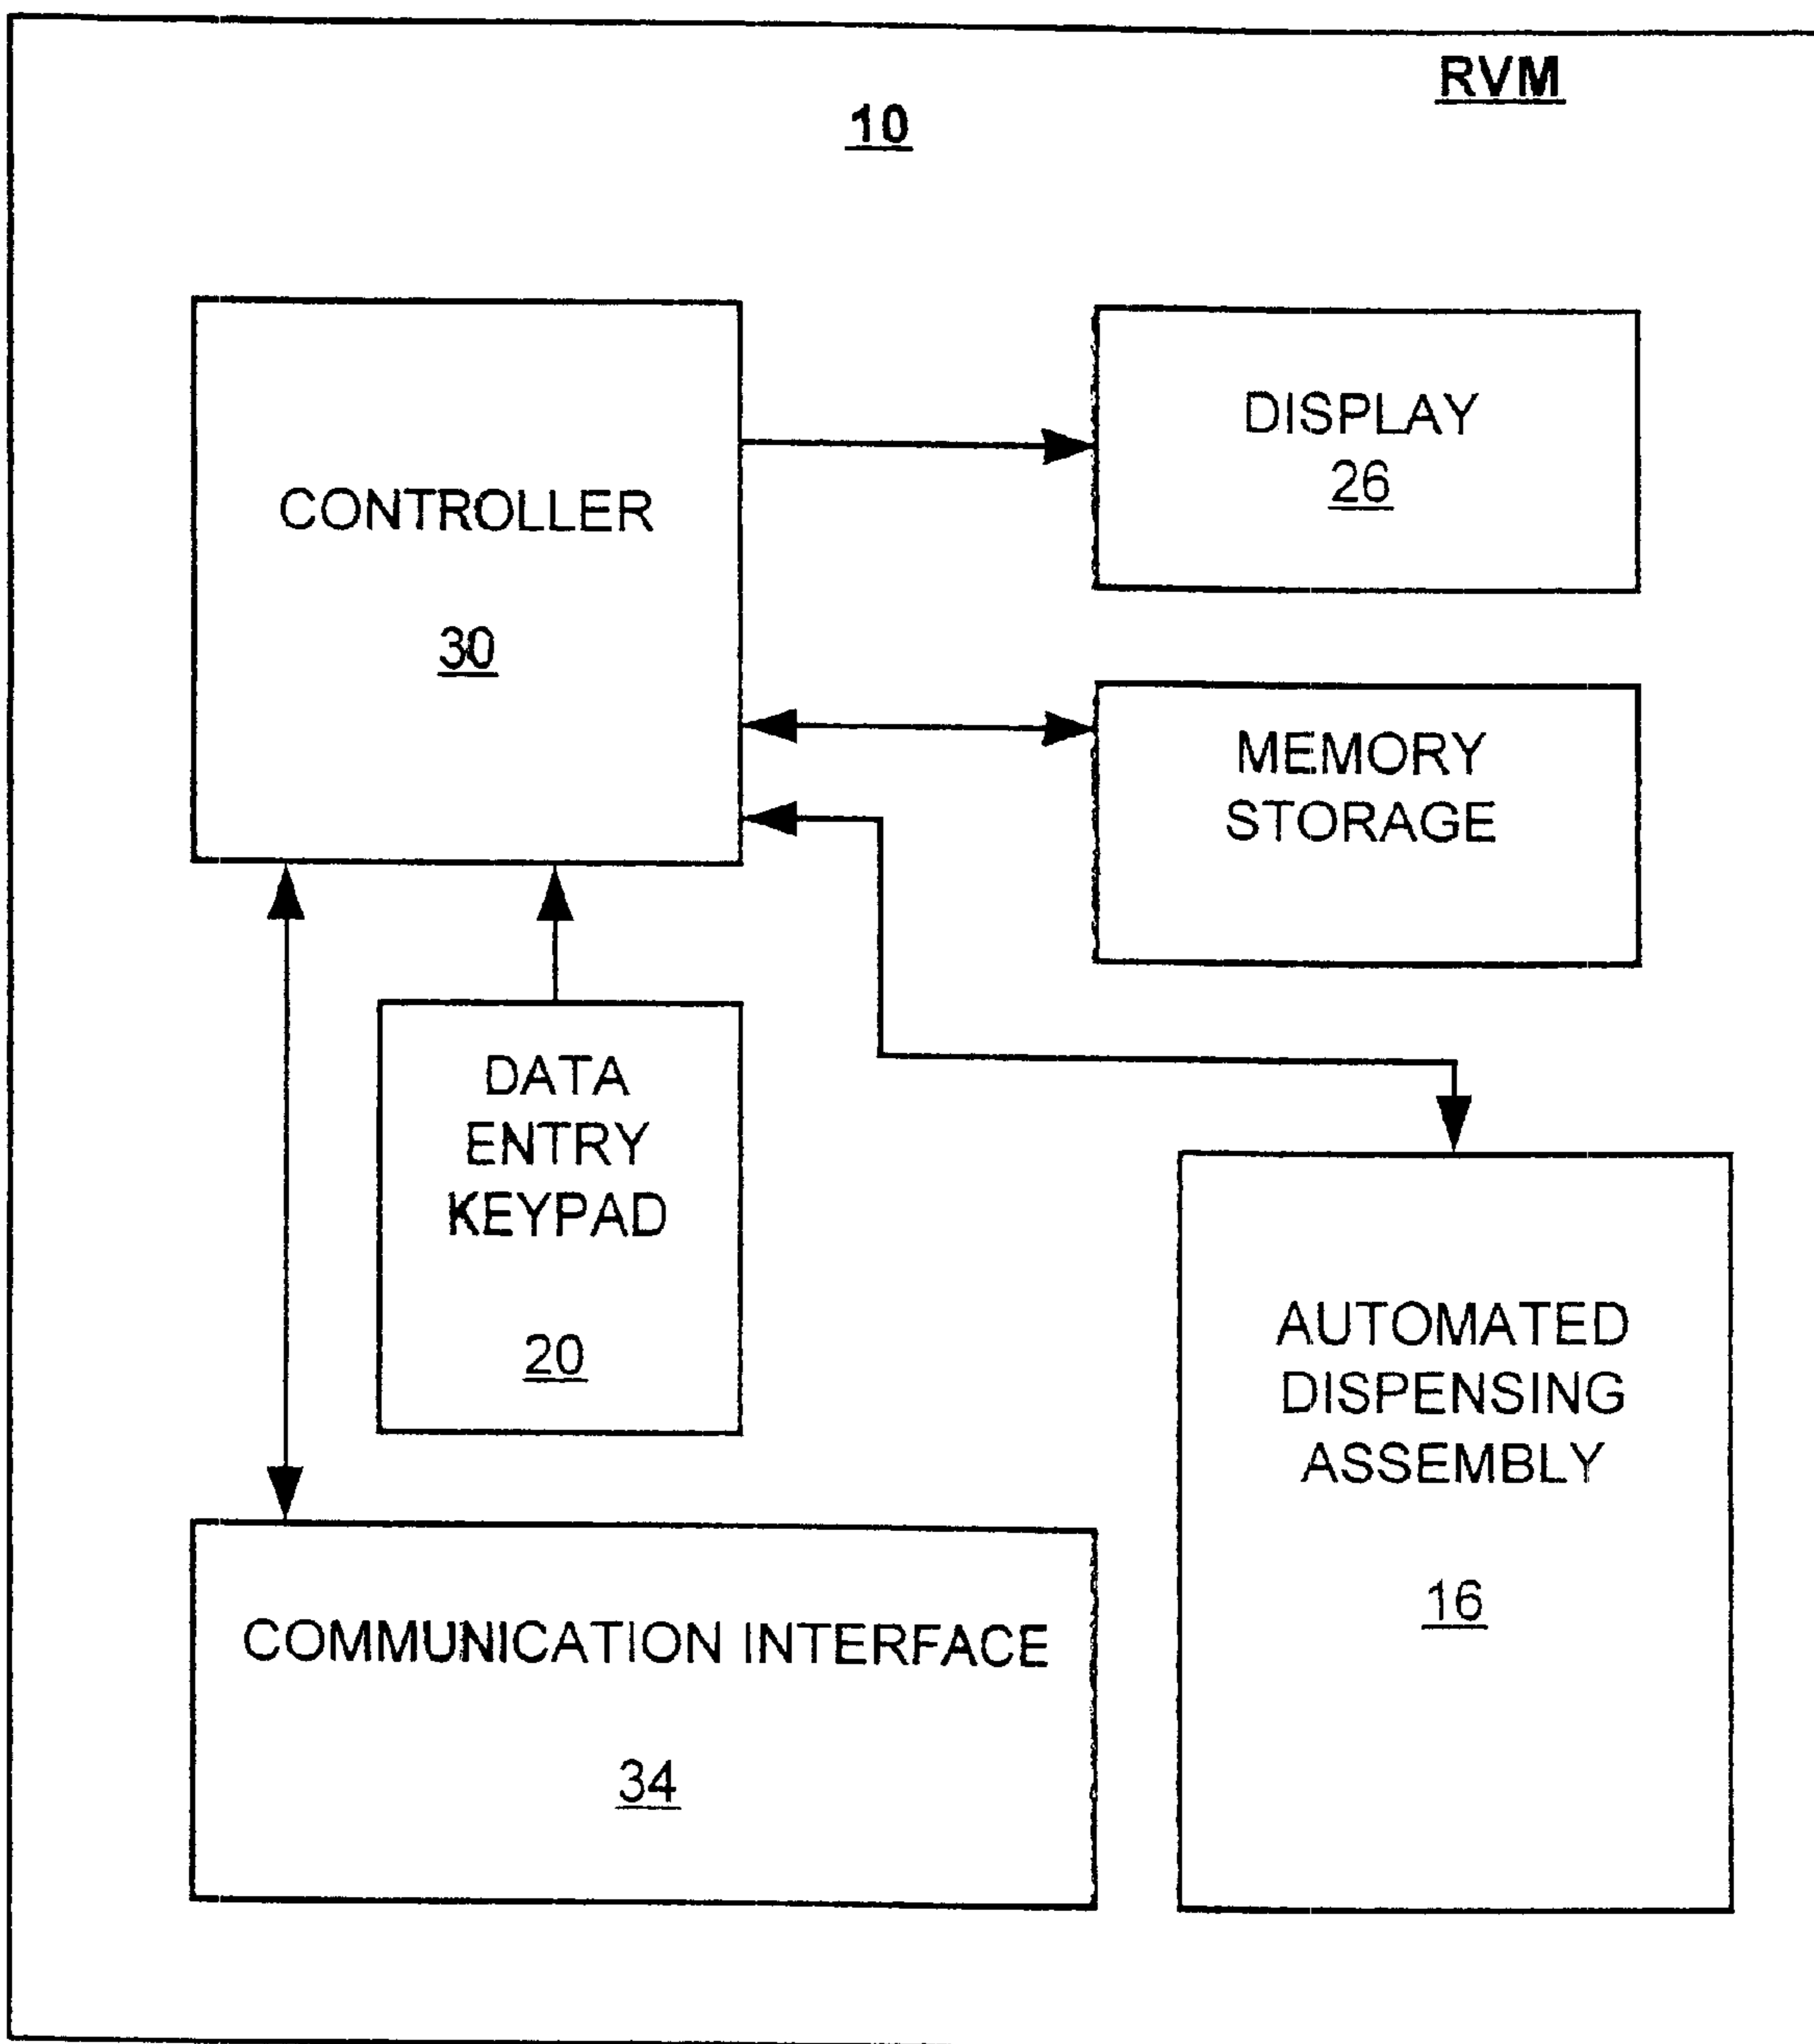 RVM
10
CONTROLLER
30
DISPLAY
26
MEMORY
STORAGE
DATA
ENTRY
KEYPAD
20
AUTOMATED
DISPENSING
ASSEMBLY
16
COMMUNICATION INTERFACE
34